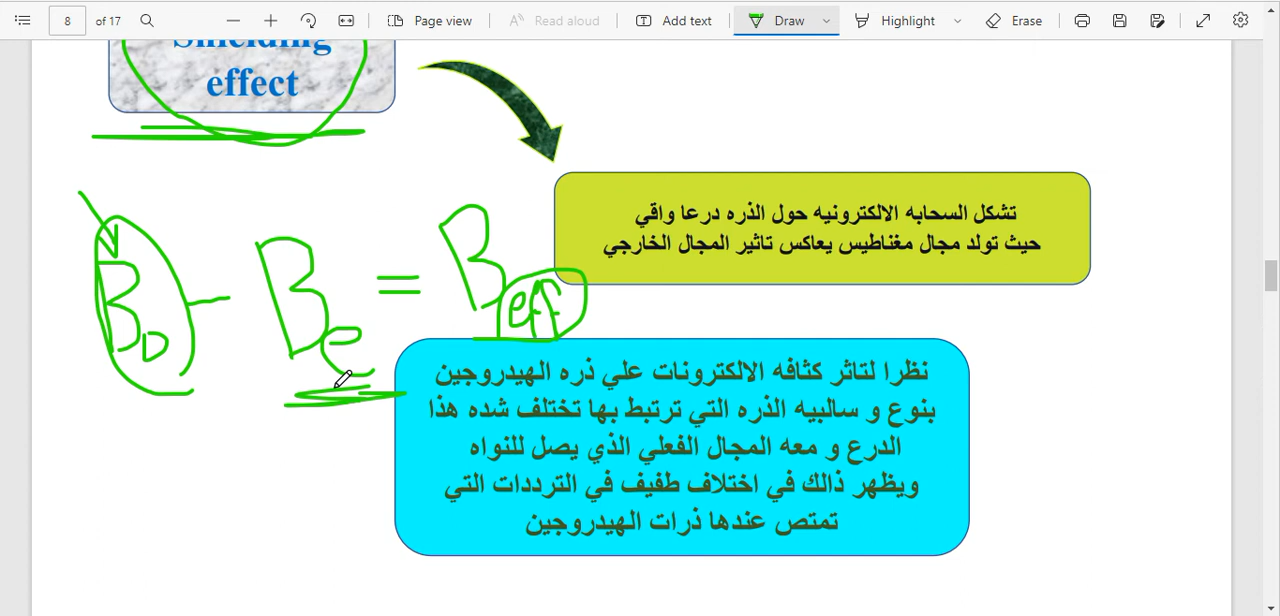 8 of 17
Page view
Read aloud
Add text
Draw
Highlight
Erase
Shielding
effect
تشكل السحابه الالكترونيه حول الذره درعا واقي
حيث تولد مجال مغناطيس يعاكس تاثير المجال الخارجي
B_D - B_e = B_eff
نظرا لتاثر كثافه الالكترونات علي ذره الهيدروجين
بنوع و سالبيه الذره التي ترتبط بها تختلف شده هذا
الدرع و معه المجال الفعلي الذي يصل للنواه
ويظهر ذالك في اختلاف طفيف في الترددات التي
تمتص عندها ذرات الهيدروجين